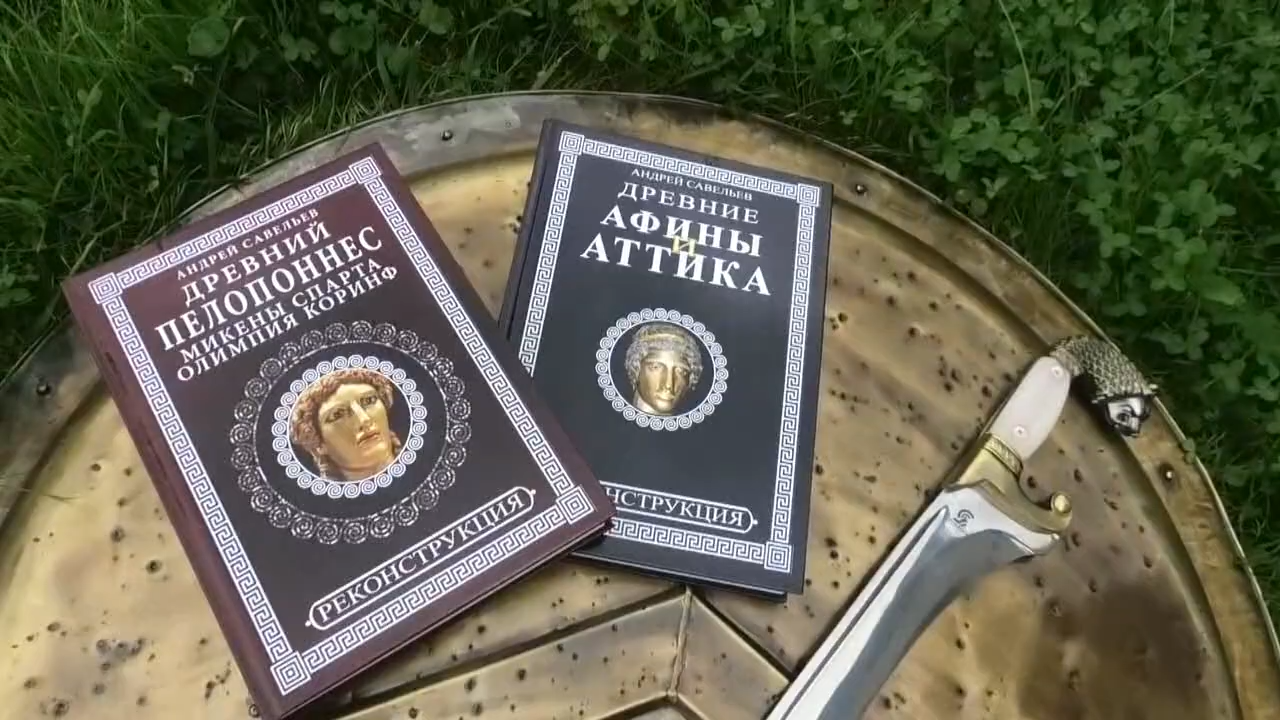 АНДРЕЙ САВЕЛЬЕВ
ДРЕВНИЙ
ПЕЛОПОННЕС
МИКЕНЫ СПАРТА
ОЛИМПИЯ КОРИНФ
РЕКОНСТРУКЦИЯ
АНДРЕЙ САВЕЛЬЕВ
ДРЕВНИЕ
АФИНЫ
И
АТТИКА
НСТРУКЦИЯ